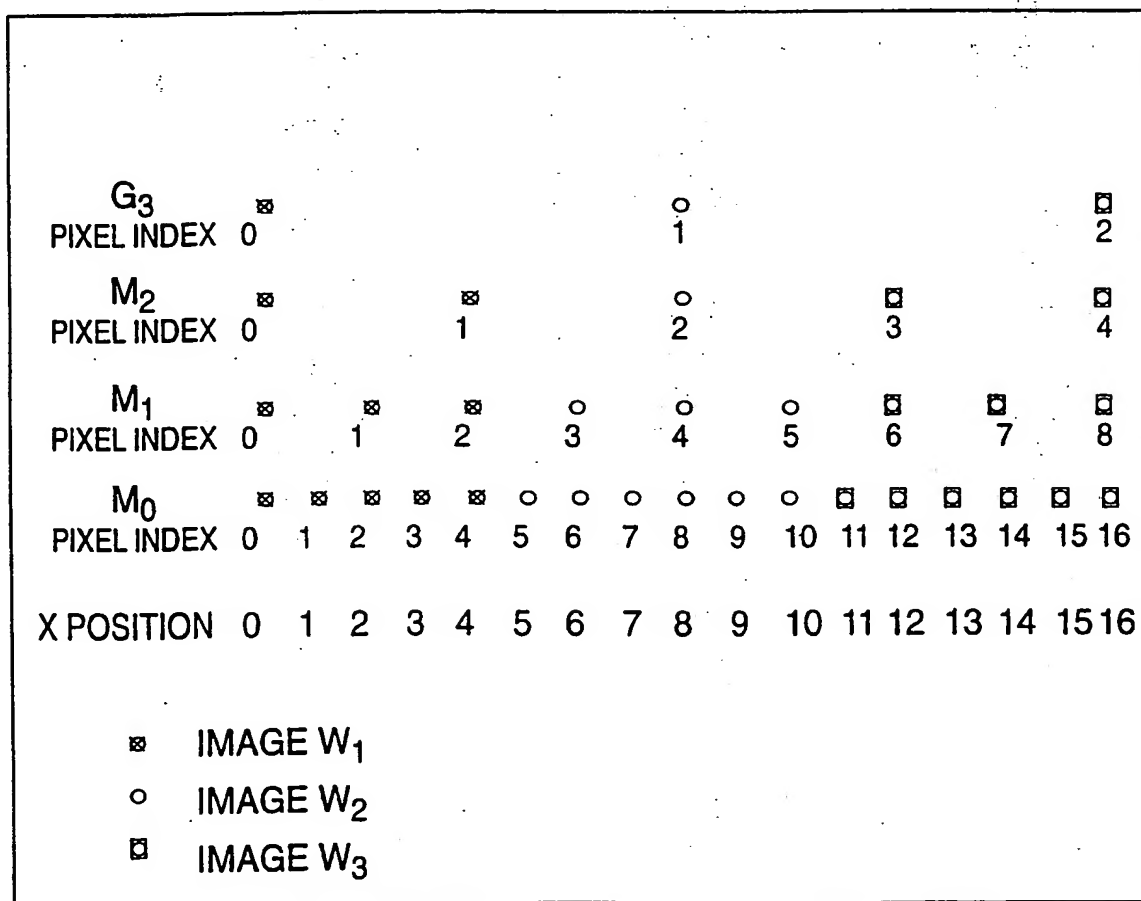 G3
PIXEL INDEX 0 1 2
M2
PIXEL INDEX 0 1 2 3 4
M1
PIXEL INDEX 0 1 2 3 4 5 6 7 8
M0
PIXEL INDEX 0 1 2 3 4 5 6 7 8 9 10 11 12 13 14 15 16
X POSITION 0 1 2 3 4 5 6 7 8 9 10 11 12 13 14 15 16
IMAGE W1
IMAGE W2
IMAGE W3